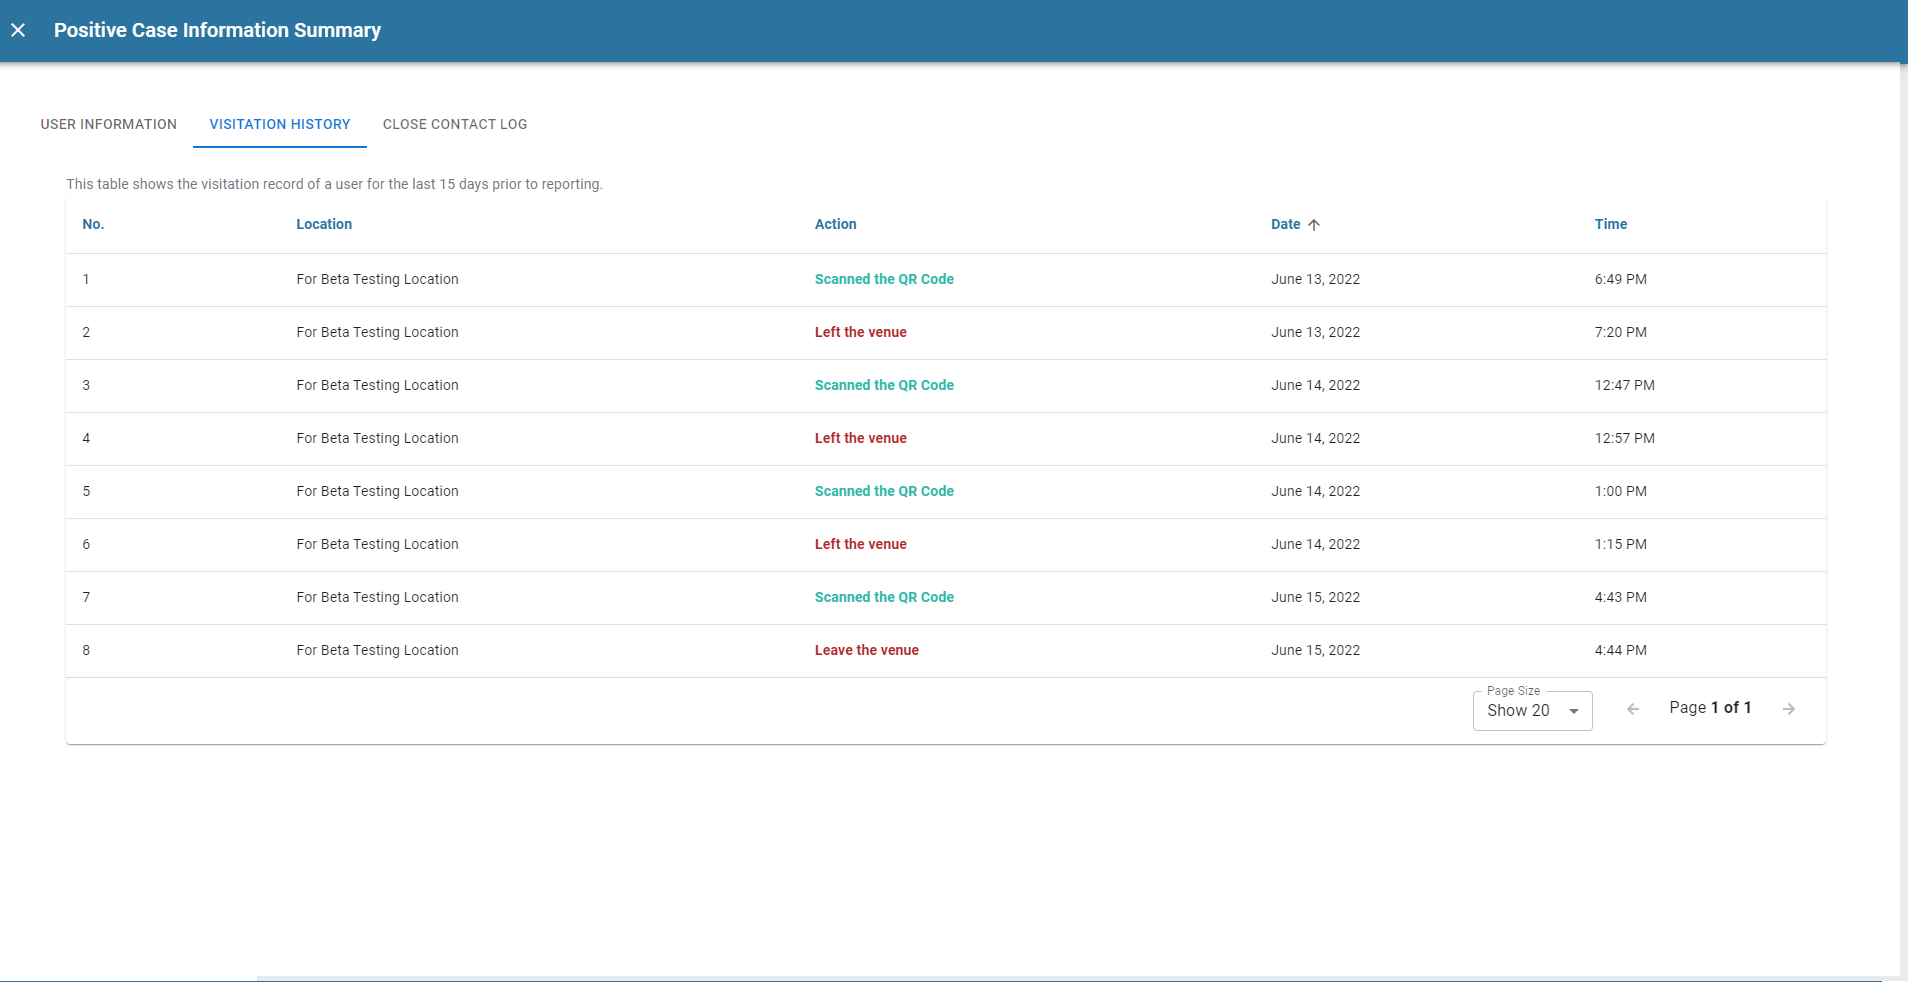 Positive Case Information Summary
USER INFORMATION VISITATION HISTORY CLOSE CONTACT LOG
This table shows the visitation record of a user for the last 15 days prior to reporting.
No. Location Action Date Time
1 For Beta Testing Location Scanned the QR Code June 13, 2022 6:49 PM
2 For Beta Testing Location Left the venue June 13, 2022 7:20 PM
3 For Beta Testing Location Scanned the QR Code June 14, 2022 12:47 PM
4 For Beta Testing Location Left the venue June 14, 2022 12:57 PM
5 For Beta Testing Location Scanned the QR Code June 14, 2022 1:00 PM
6 For Beta Testing Location Left the venue June 14, 2022 1:15 PM
7 For Beta Testing Location Scanned the QR Code June 15, 2022 4:43 PM
8 For Beta Testing Location Leave the venue June 15, 2022 4:44 PM
Page Size
Show 20 Page 1 of 1